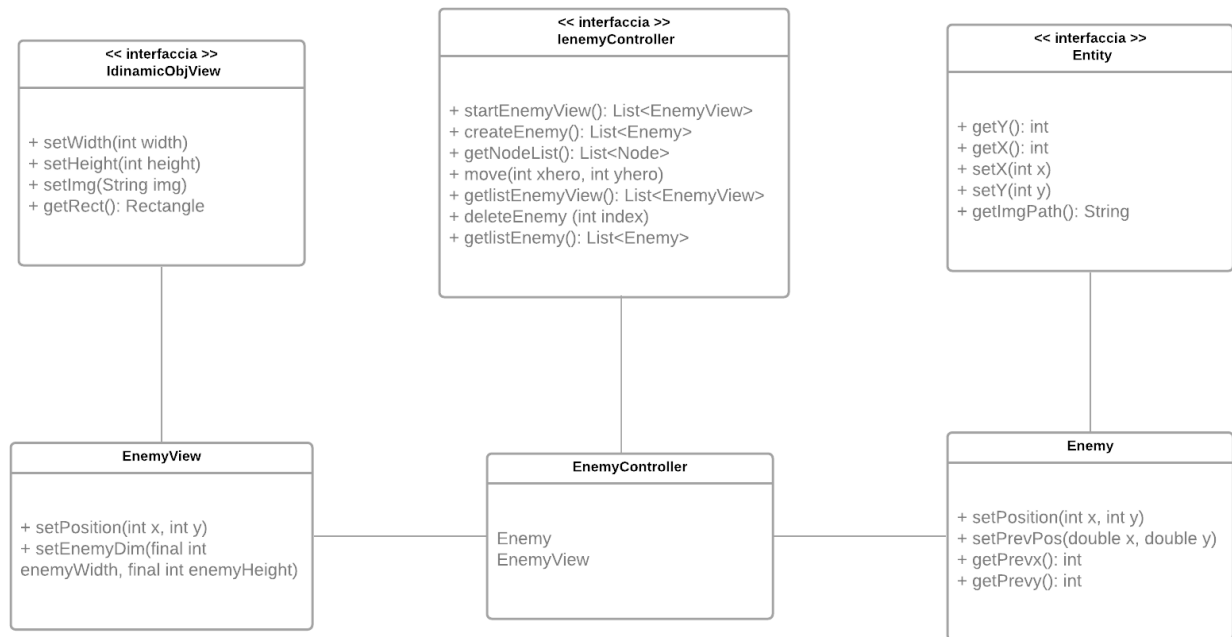 << interfaccia >>
IdinamicObjView
+ setWidth(int width)
+ setHeight(int height)
+ setImg(String img)
+ getRect(): Rectangle
<< interfaccia >>
IenemyController
+ startEnemyView(): List<EnemyView>
+ createEnemy(): List<Enemy>
+ getNodeList(): List<Node>
+ move(int xhero, int yhero)
+ getlistEnemyView(): List<EnemyView>
+ deleteEnemy (int index)
+ getlistEnemy(): List<Enemy>
<< interfaccia >>
Entity
+ getY(): int
+ getX(): int
+ setX(int x)
+ setY(int y)
+ getImgPath(): String
EnemyView
+ setPosition(int x, int y)
+ setEnemyDim(final int
enemyWidth, final int enemyHeight)
EnemyController
Enemy
EnemyView
Enemy
+ setPosition(int x, int y)
+ setPrevPos(double x, double y)
+ getPrevx(): int
+ getPrevy(): int